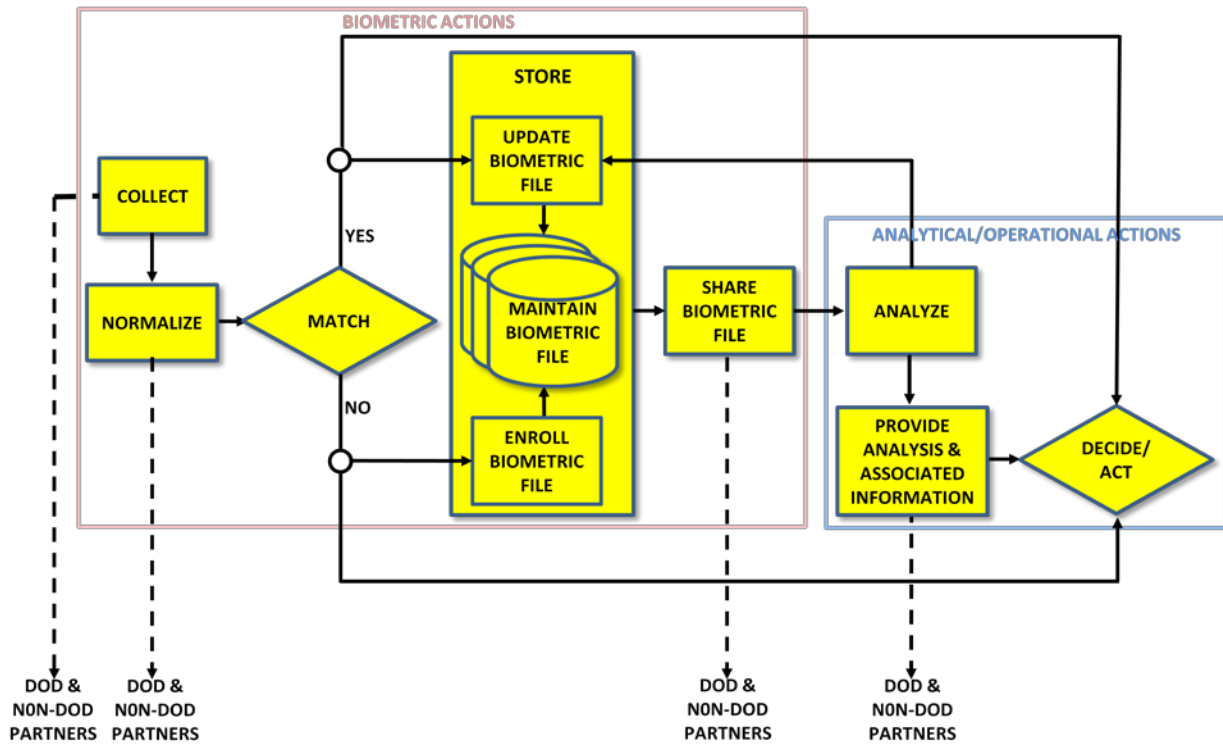 BIOMETRIC ACTIONS
STORE
UPDATE
BIOMETRIC
FILE
COLLECT
YES
ANALYTICAL/OPERATIONAL ACTIONS
NORMALIZE
MATCH
MAINTAIN
BIOMETRIC
FILE
SHARE
BIOMETRIC
FILE
ANALYZE
NO
ENROLL
BIOMETRIC
FILE
PROVIDE
ANALYSIS &
ASSOCIATED
INFORMATION
DECIDE/
ACT
DOD &
N0N-DOD
PARTNERS
DOD &
N0N-DOD
PARTNERS
DOD &
N0N-DOD
PARTNERS
DOD &
N0N-DOD
PARTNERS